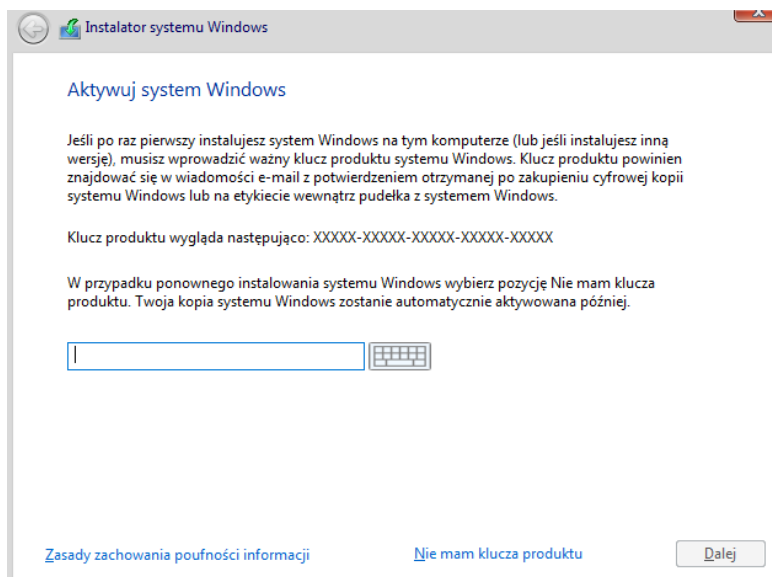 Instalator systemu Windows
Aktywuj system Windows
Jeśli po raz pierwszy instalujesz system Windows na tym komputerze (lub jeśli instalujesz inną
wersję), musisz wprowadzić ważny klucz produktu systemu Windows. Klucz produktu powinien
znajdować się w wiadomości e-mail z potwierdzeniem otrzymanej po zakupieniu cyfrowej kopii
systemu Windows lub na etykiecie wewnątrz pudełka z systemem Windows.
Klucz produktu wygląda następująco: XXXXX-XXXXX-XXXXX-XXXXX-XXXXX
W przypadku ponownego instalowania systemu Windows wybierz pozycję Nie mam klucza
produktu. Twoja kopia systemu Windows zostanie automatycznie aktywowana później.
Zasady zachowania poufności informacji
Nie mam klucza produktu
Dalej